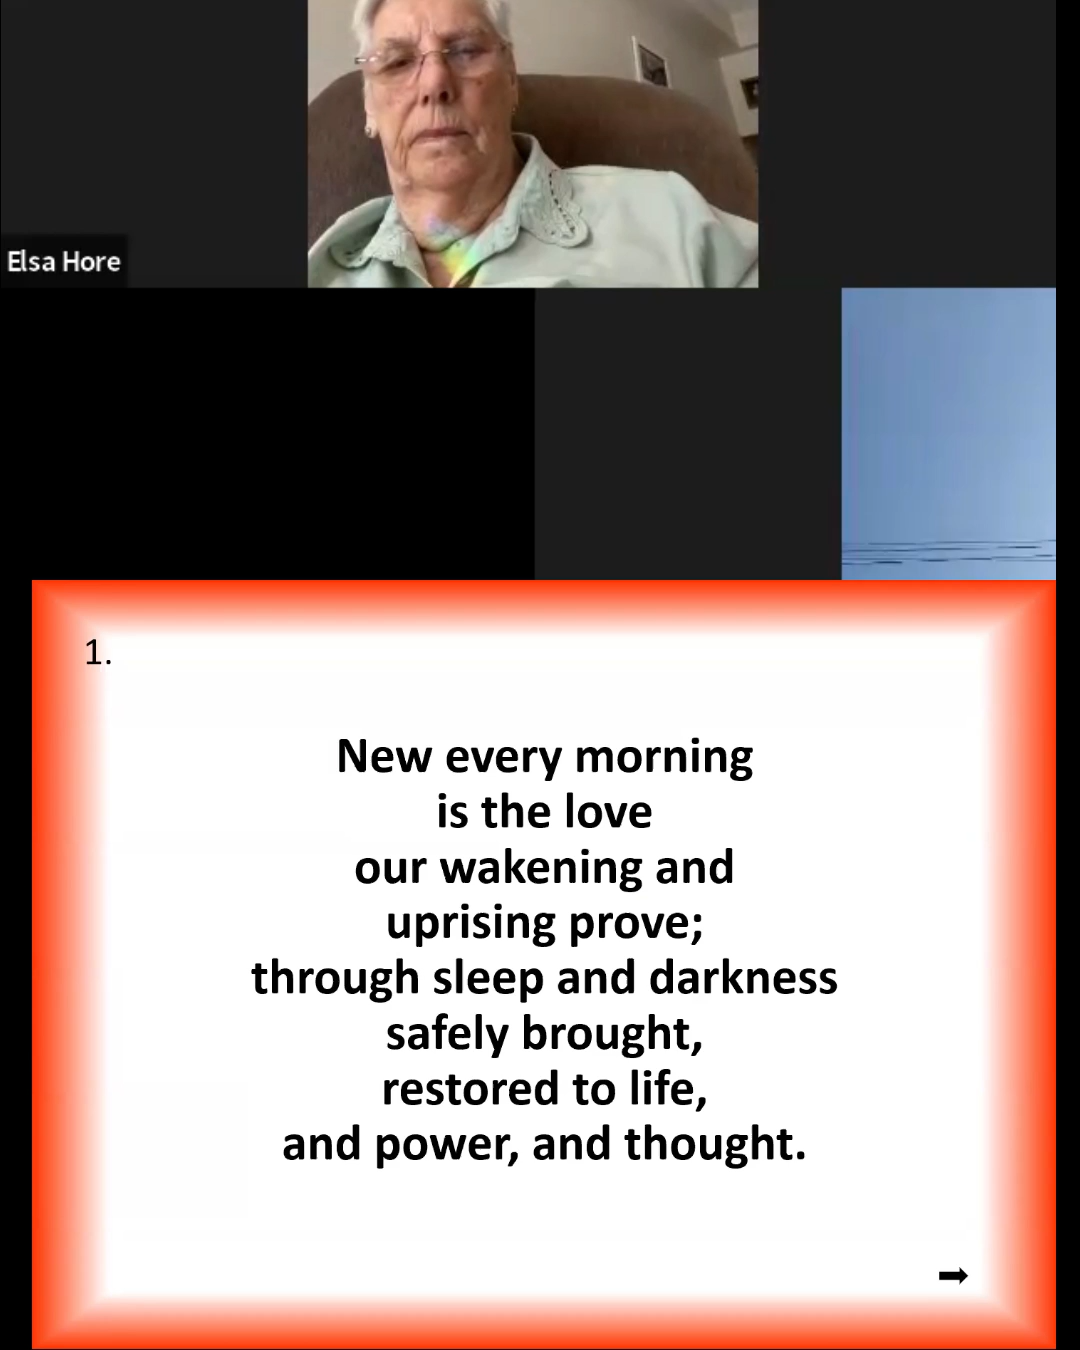 Elsa Hore
1.
New every morning
is the love
our wakening and
uprising prove;
through sleep and darkness
safely brought,
restored to life,
and power, and thought.